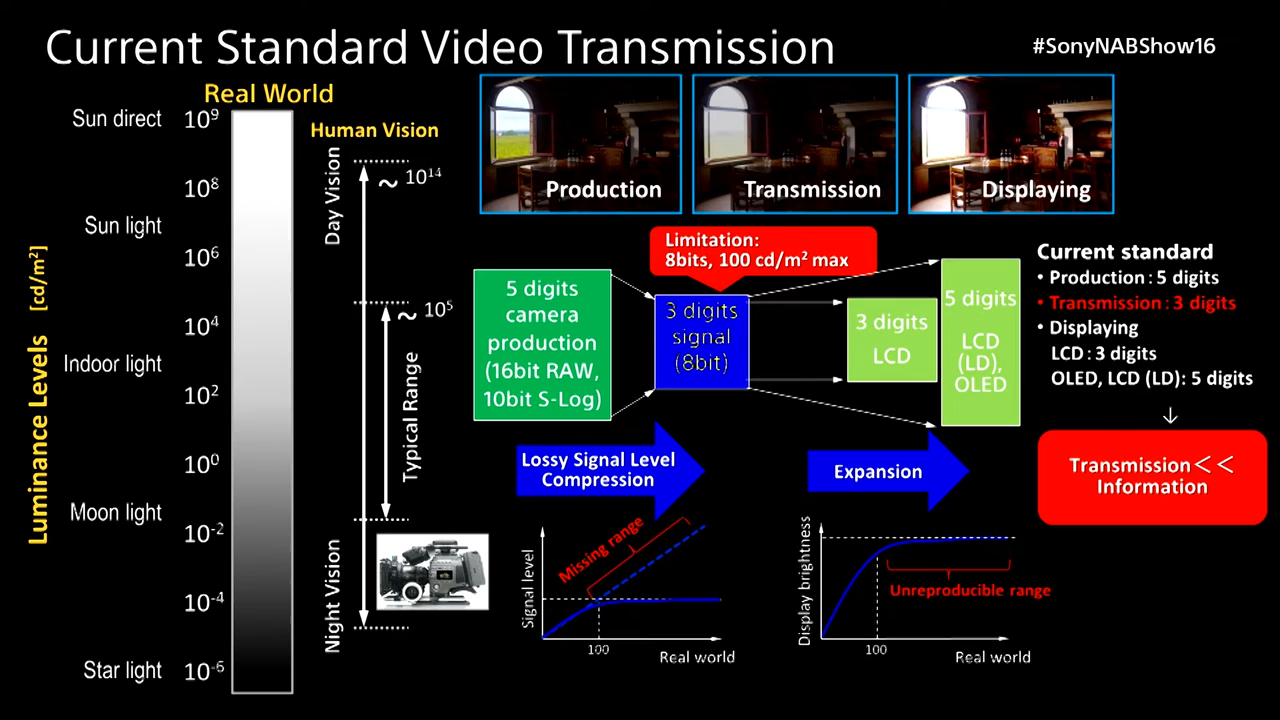 Current Standard Video Transmission
#SonyNABShow16
Real World
Human Vision
Luminance Levels [cd/m²]
Sun direct 10⁹
10⁸
Sun light
10⁶
10⁴
Indoor light
10²
10⁰
Moon light
10⁻²
10⁻⁴
Star light 10⁻⁶
Day Vision
~ 10¹⁴
~ 10⁵
Typical Range
Night Vision
Production
Transmission
Displaying
Limitation:
8bits, 100 cd/m² max
5 digits
camera
production
(16bit RAW,
10bit S-Log)
3 digits
signal
(8bit)
3 digits
LCD
5 digits
LCD
(LD),
OLED
Lossy Signal Level
Compression
Expansion
Signal level
Missing range
100
Real world
Display brightness
Unreproducible range
100
Real world
Current standard
• Production : 5 digits
• Transmission : 3 digits
• Displaying
LCD : 3 digits
OLED, LCD (LD): 5 digits
↓
Transmission<<
Information